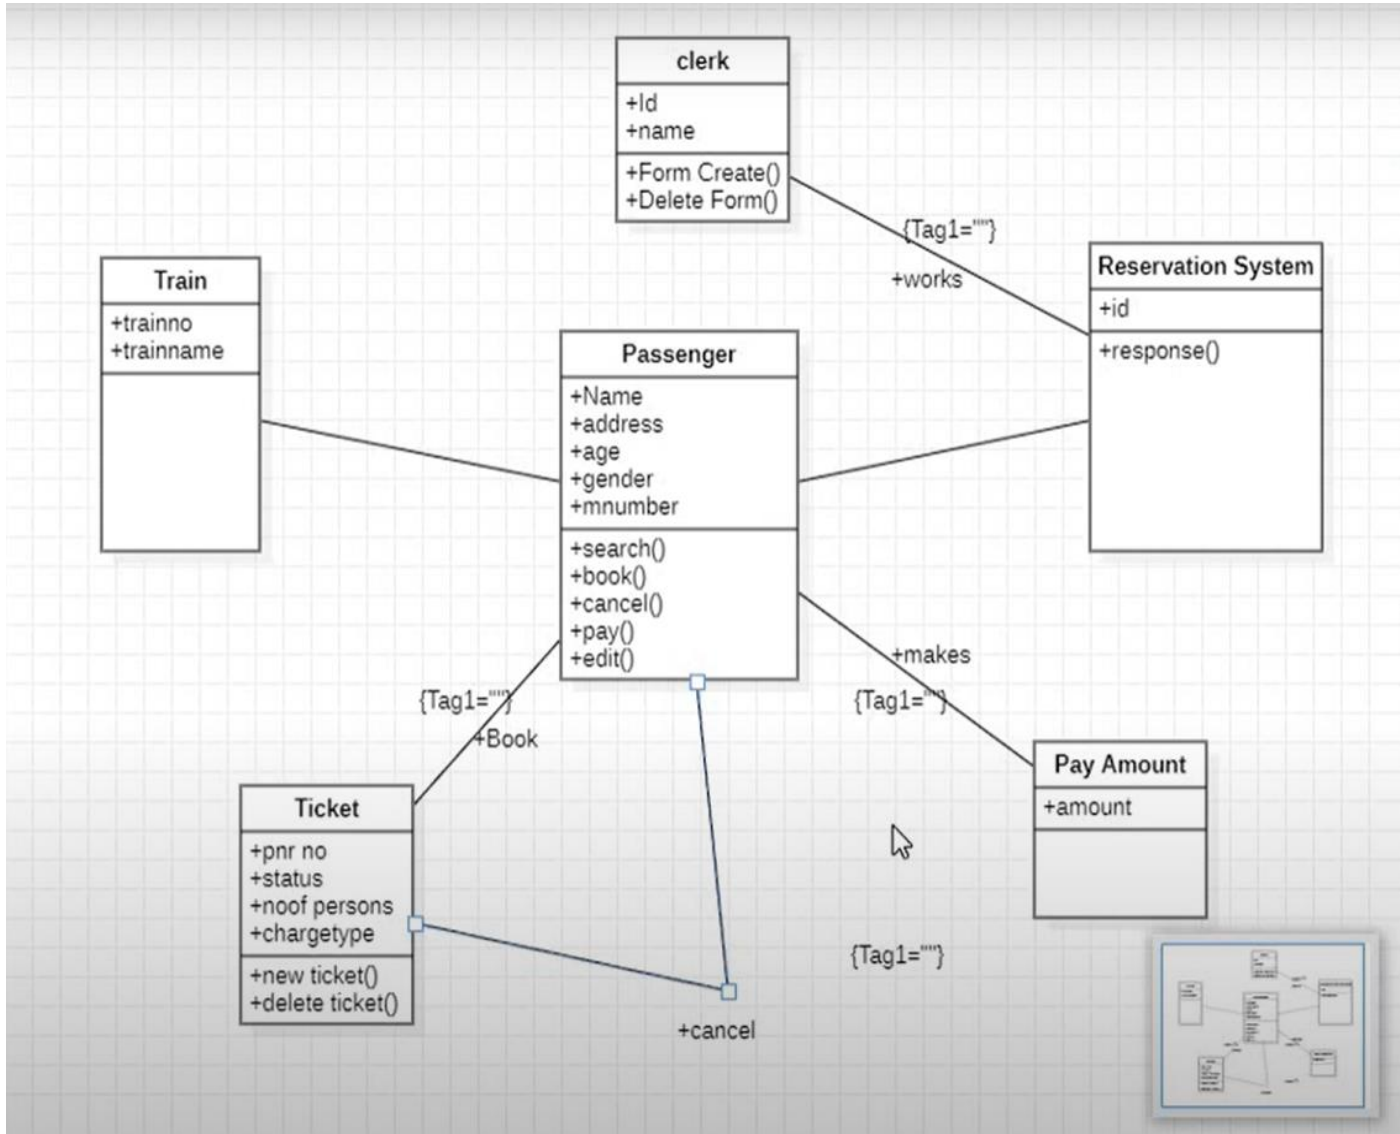 clerk
+Id
+name
+Form Create()
+Delete Form()
{Tag1=""}
+works
Reservation System
+id
+response()
Train
+trainno
+trainname
Passenger
+Name
+address
+age
+gender
+mnumber
+search()
+book()
+cancel()
+pay()
+edit()
+makes
{Tag1=""}
{Tag1=""}
+Book
Pay Amount
+amount
Ticket
+pnr no
+status
+noof persons
+chargetype
+new ticket()
+delete ticket()
{Tag1=""}
+cancel